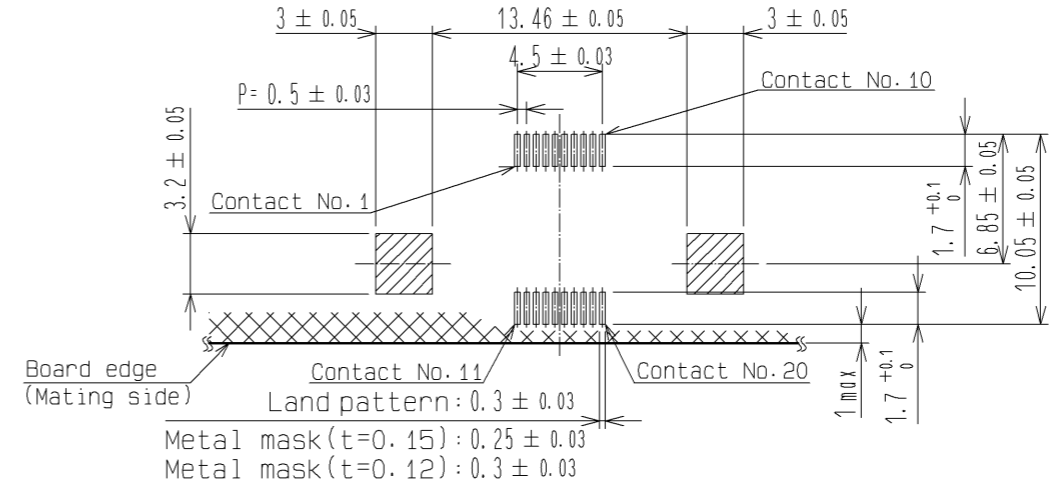 3 ± 0.05
13.46 ± 0.05
3 ± 0.05
4.5 ± 0.03
Contact No.10
P= 0.5 ± 0.03
3.2 ± 0.05
Contact No.1
1.7 +0.1 0
6.85 ± 0.05
10.05 ± 0.05
Board edge
(Mating side)
Contact No.11
Contact No.20
1 max
1.7 +0.1 0
Land pattern: 0.3 ± 0.03
Metal mask(t=0.15): 0.25 ± 0.03
Metal mask(t=0.12): 0.3 ± 0.03